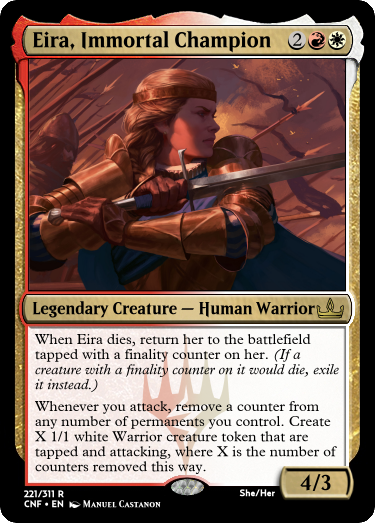 Eira, Immortal Champion 2
Legendary Creature — Human Warrior
When Eira dies, return her to the battlefield
tapped with a finality counter on her. (If a
creature with a finality counter on it would die, exile
it instead.)
Whenever you attack, remove a counter from
any number of permanents you control. Create
X 1/1 white Warrior creature token that are
tapped and attacking, where X is the number of
counters removed this way.
4/3
221/311 R She/Her
CNF • EN Manuel Castanon